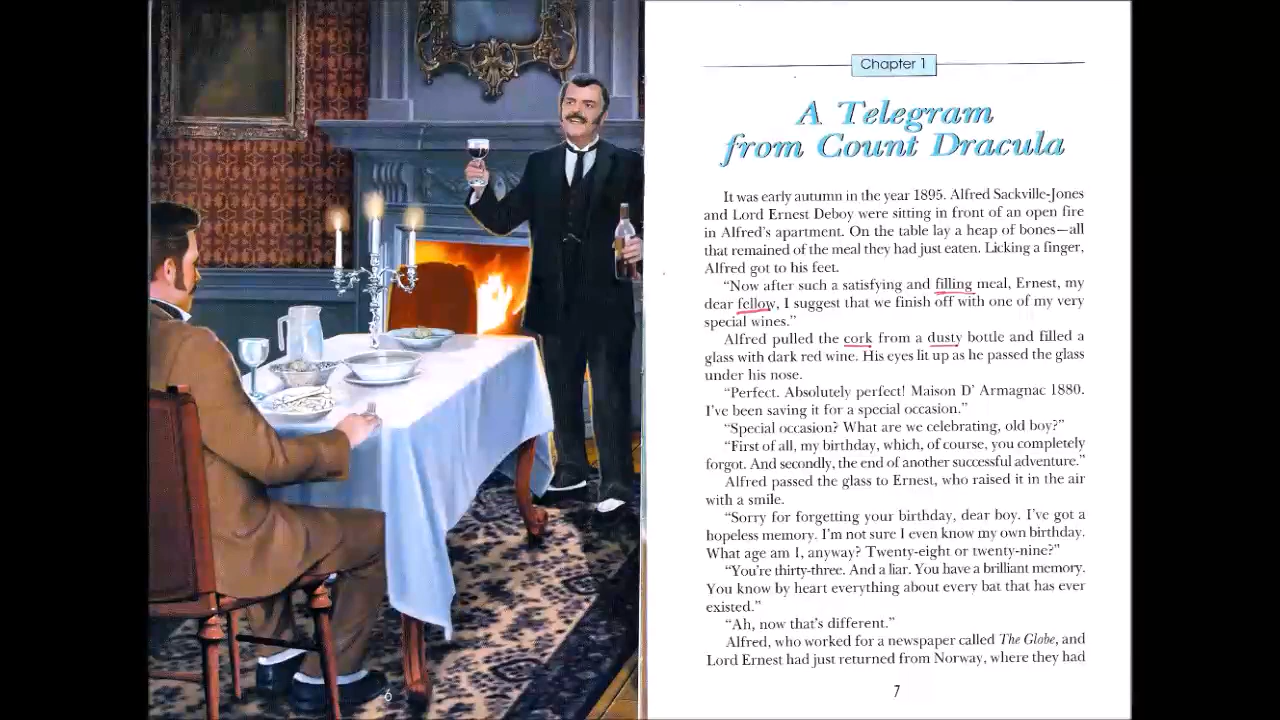 Chapter 1
A Telegram
from Count Dracula
It was early autumn in the year 1895. Alfred Sackville-Jones
and Lord Ernest Deboy were sitting in front of an open fire
in Alfred's apartment. On the table lay a heap of bones—all
that remained of the meal they had just eaten. Licking a finger,
Alfred got to his feet.
“Now after such a satisfying and filling meal, Ernest, my
dear fellow, I suggest that we finish off with one of my very
special wines.”
Alfred pulled the cork from a dusty bottle and filled a
glass with dark red wine. His eyes lit up as he passed the glass
under his nose.
“Perfect. Absolutely perfect! Maison D’ Armagnac 1880.
I’ve been saving it for a special occasion.”
“Special occasion? What are we celebrating, old boy?”
“First of all, my birthday, which, of course, you completely
forgot. And secondly, the end of another successful adventure.”
Alfred passed the glass to Ernest, who raised it in the air
with a smile.
“Sorry for forgetting your birthday, dear boy. I’ve got a
hopeless memory. I’m not sure I even know my own birthday.
What age am I, anyway? Twenty-eight or twenty-nine?”
“You’re thirty-three. And a liar. You have a brilliant memory.
You know by heart everything about every bat that has ever
existed.”
“Ah, now that’s different.”
Alfred, who worked for a newspaper called The Globe, and
Lord Ernest had just returned from Norway, where they had
6
7